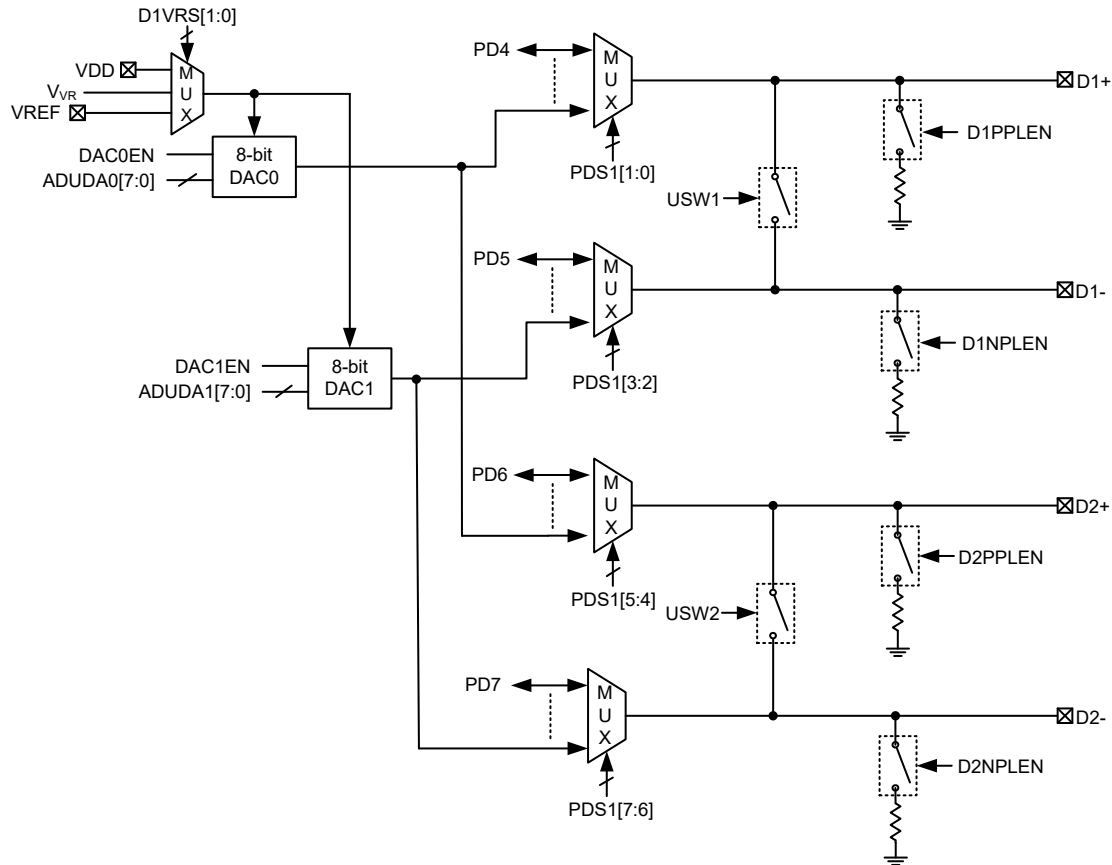 D1VRS[1:0]
VDD
VVR
VREF
M
U
X
DAC0EN
ADUDA0[7:0]
8-bit
DAC0
PD4
M
U
X
PDS1[1:0]
D1+
D1PPLEN
USW1
PD5
M
U
X
PDS1[3:2]
D1-
D1NPLEN
DAC1EN
ADUDA1[7:0]
8-bit
DAC1
PD6
M
U
X
PDS1[5:4]
D2+
D2PPLEN
USW2
PD7
M
U
X
PDS1[7:6]
D2-
D2NPLEN